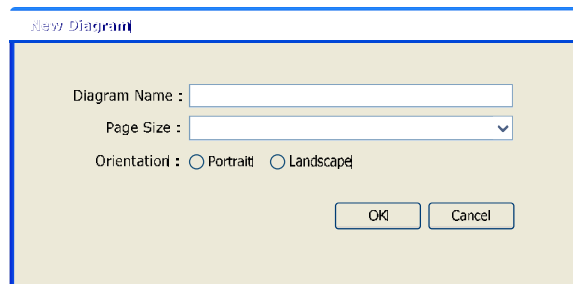 New Diagram
Diagram Name :
Page Size :
Orientation : Portrait Landscape
OK Cancel